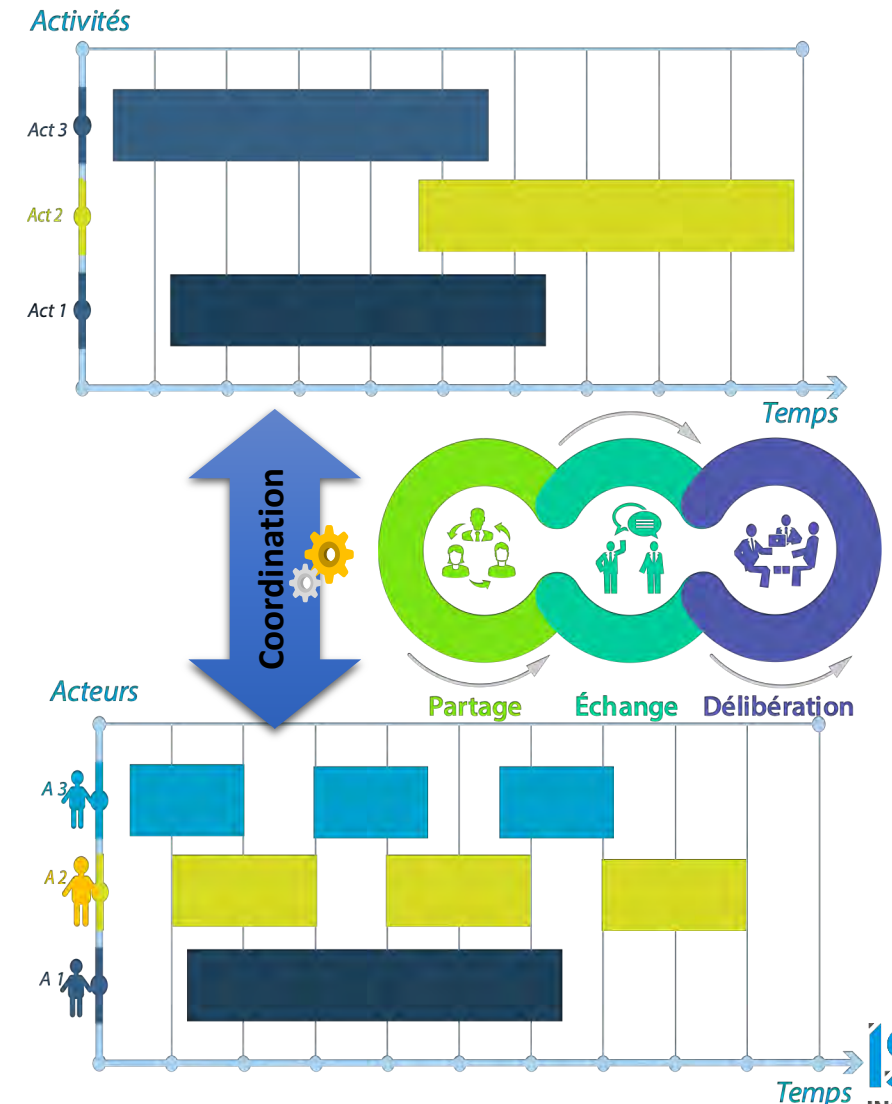 Activités
Act 3
Act 2
Act 1
Temps
Coordination
Partage
Échange
Délibération
Acteurs
A 3
A 2
A 1
Temps